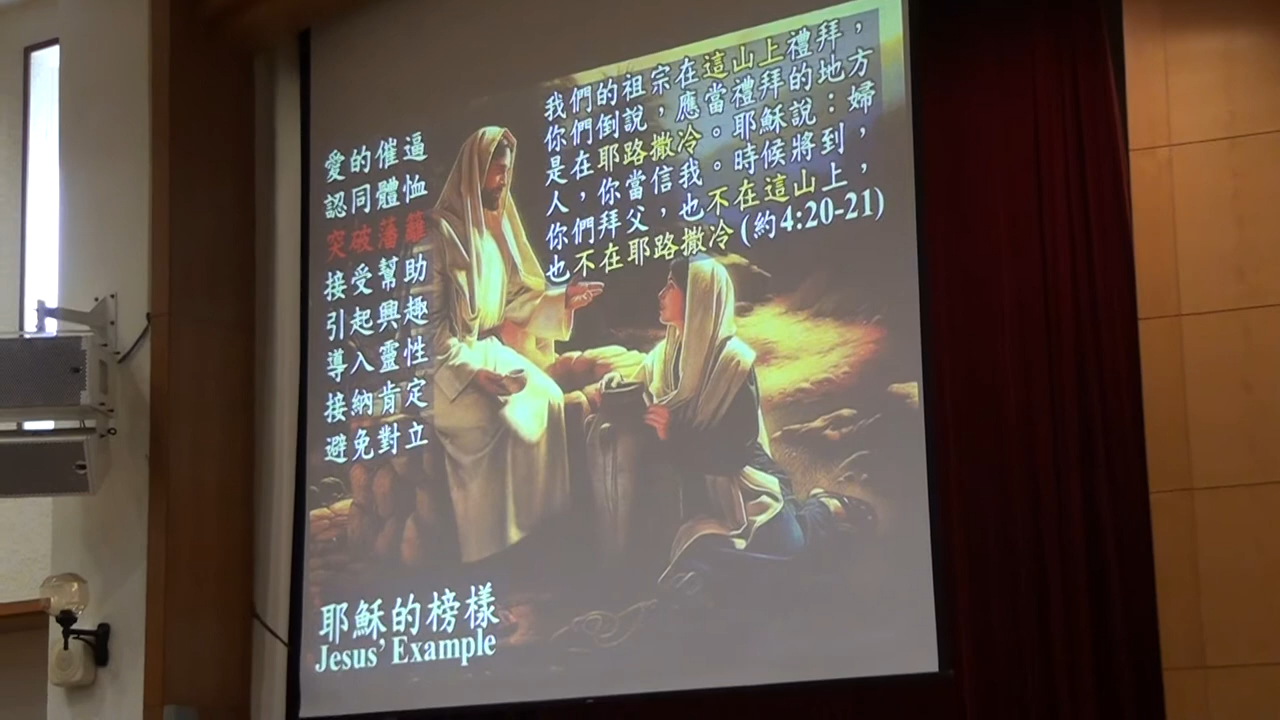 愛的催逼
認同體恤
突破藩籬
接受幫助
引起興趣
導入靈性
接納肯定
避免對立
我們的祖宗在這山上禮拜，
你們倒說，應當禮拜的地方
是在耶路撒冷。耶穌說：婦
人，你當信我。時候將到，
你們拜父，也不在這山上，
也不在耶路撒冷 (約4:20-21)
耶穌的榜樣
Jesus’ Example